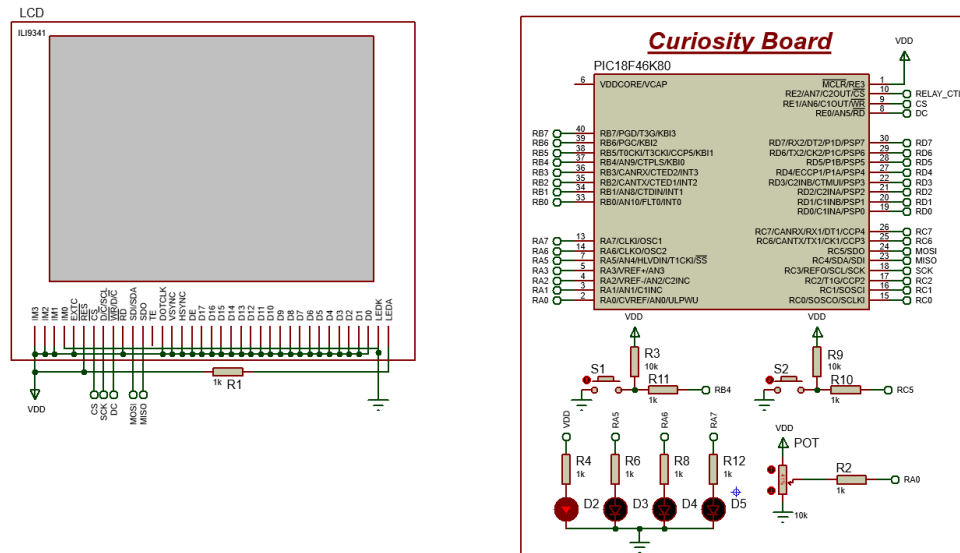 LCD
ILI9341
IM3
IM2
IM1
IM0
EXTC
RES
CS
D/C/SCL
WR/D/C
RD
SDI/SDA
SDO
TE
DOTCLK
VSYNC
HSYNC
DE
D17
D16
D15
D14
D13
D12
D11
D10
D9
D8
D7
D6
D5
D4
D3
D2
D1
D0
LEDK
LEDA
R1
1k
VDD
CS
SCK
DC
MOSI
MISO
Curiosity Board
PIC18F46K80
VDD
6 VDDCORE/VCAP
MCLR/RE3 1
RE2/AN7/C2OUT/CS 10 RELAY_CTL
RE1/AN6/C1OUT/WR 9 CS
RE0/AN5/RD 8 DC
RB7 40 RB7/PGD/T3G/KBI3
RB6 39 RB6/PGC/KBI2
RB5 38 RB5/T0CKI/T3CKI/CCP5/KBI1
RB4 37 RB4/AN9/CTPLS/KBI0
RB3 36 RB3/CANRX/CTED2/INT3
RB2 35 RB2/CANTX/CTED1/INT2
RB1 34 RB1/AN8/CTDIN/INT1
RB0 33 RB0/AN10/FLT0/INT0
RD7/RX2/DT2/P1D/PSP7 30 RD7
RD6/TX2/CK2/P1C/PSP6 29 RD6
RD5/P1B/PSP5 28 RD5
RD4/ECCP1/P1A/PSP4 27 RD4
RD3/C2INB/CTMUI/PSP3 22 RD3
RD2/C2INA/PSP2 21 RD2
RD1/C1INB/PSP1 20 RD1
RD0/C1INA/PSP0 19 RD0
RA7 13 RA7/CLKI/OSC1
RA6 14 RA6/CLKO/OSC2
RA5 7 RA5/AN4/HLVDIN/T1CKI/SS
RA3 5 RA3/VREF+/AN3
RA2 4 RA2/VREF-/AN2/C2INC
RA1 3 RA1/AN1/C1INC
RA0 2 RA0/CVREF/AN0/ULPWU
RC7/CANRX/RX1/DT1/CCP4 26 RC7
RC6/CANTX/TX1/CK1/CCP3 25 RC6
RC5/SDO 24 MOSI
RC4/SDA/SDI 23 MISO
RC3/REFO/SCL/SCK 18 SCK
RC2/T1G/CCP2 17 RC2
RC1/SOSCI 16 RC1
RC0/SOSCO/SCLKI 15 RC0
VDD
R3
10k
S1
R11
1k
RB4
VDD
R9
10k
S2
R10
1k
RC5
VDD
RA5
RA6
RA7
R4
1k
R6
1k
R8
1k
R12
1k
D2
D3
D4
D5
VDD
POT
10k
R2
1k
RA0